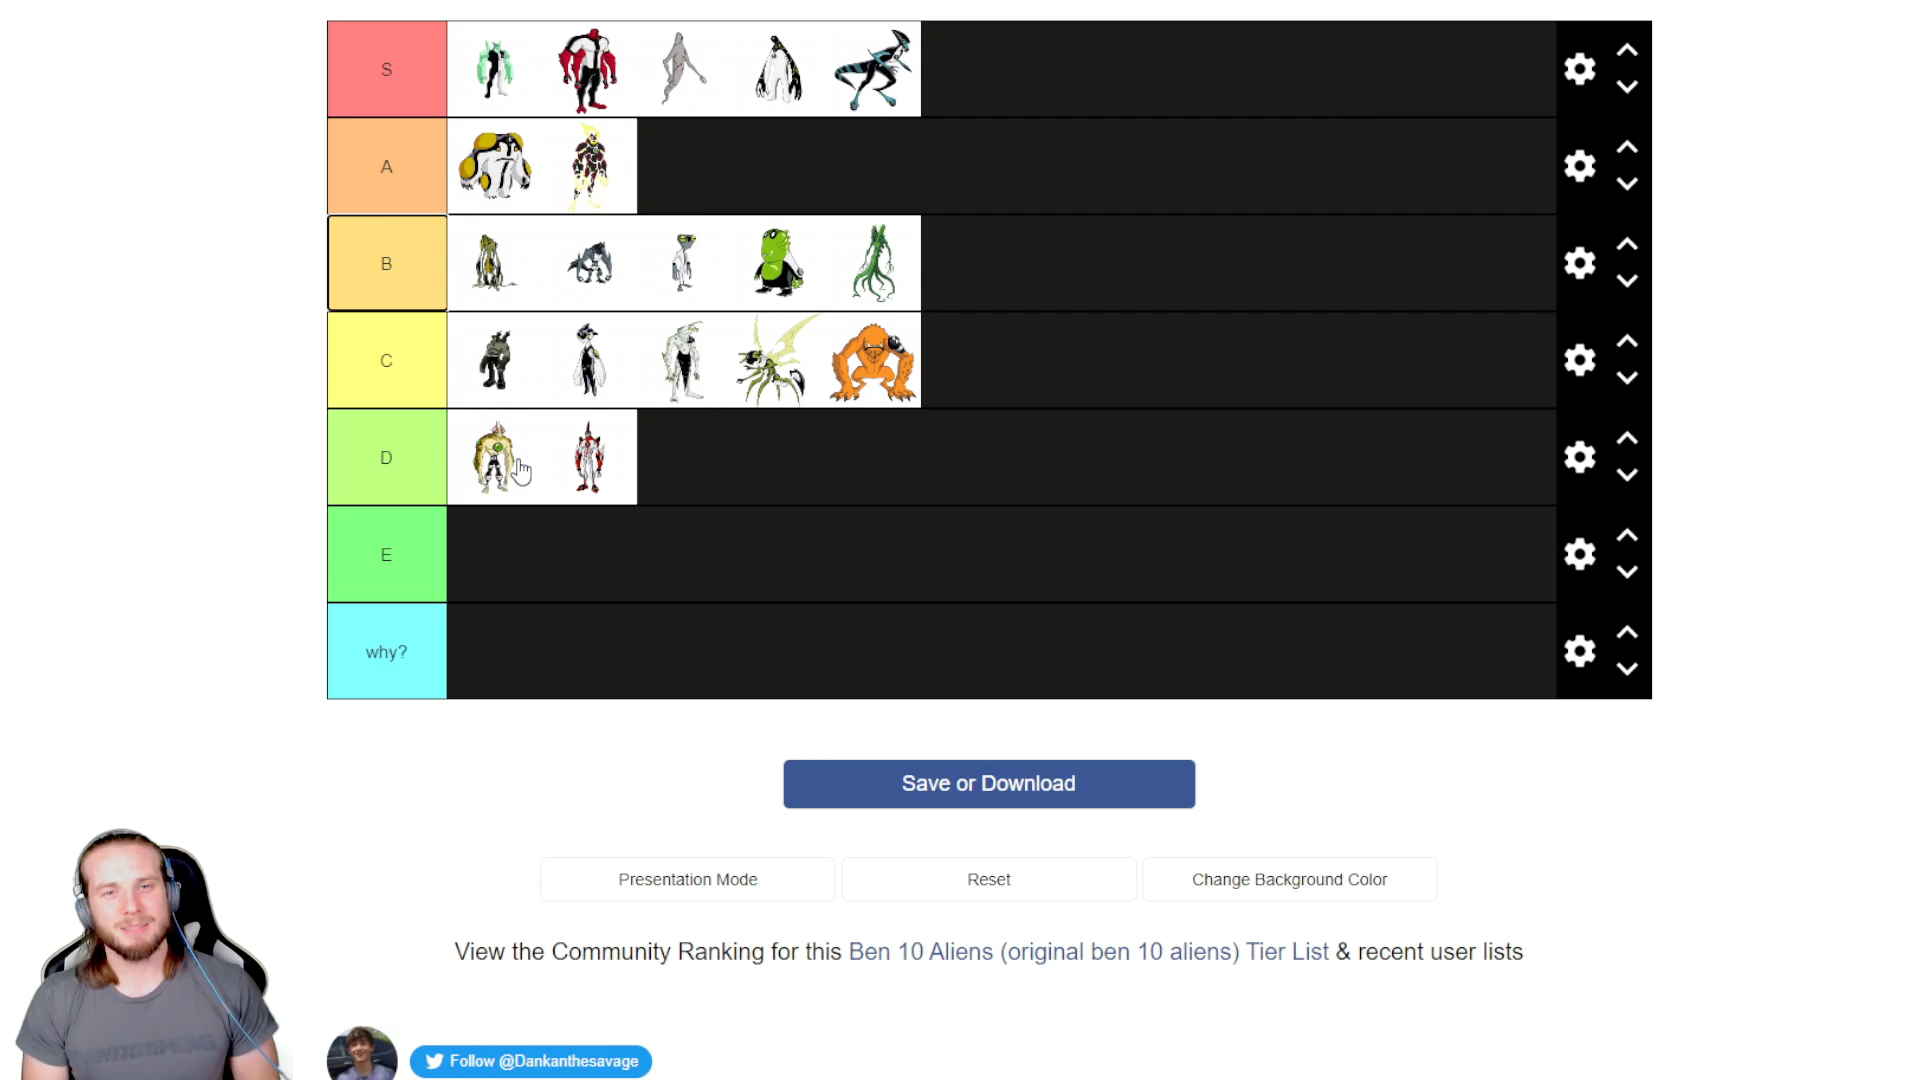 S
A
B
C
D
E
why?
Save or Download
Presentation Mode
Reset
Change Background Color
View the Community Ranking for this Ben 10 Aliens (original ben 10 aliens) Tier List & recent user lists
Follow @Dankanthesavage